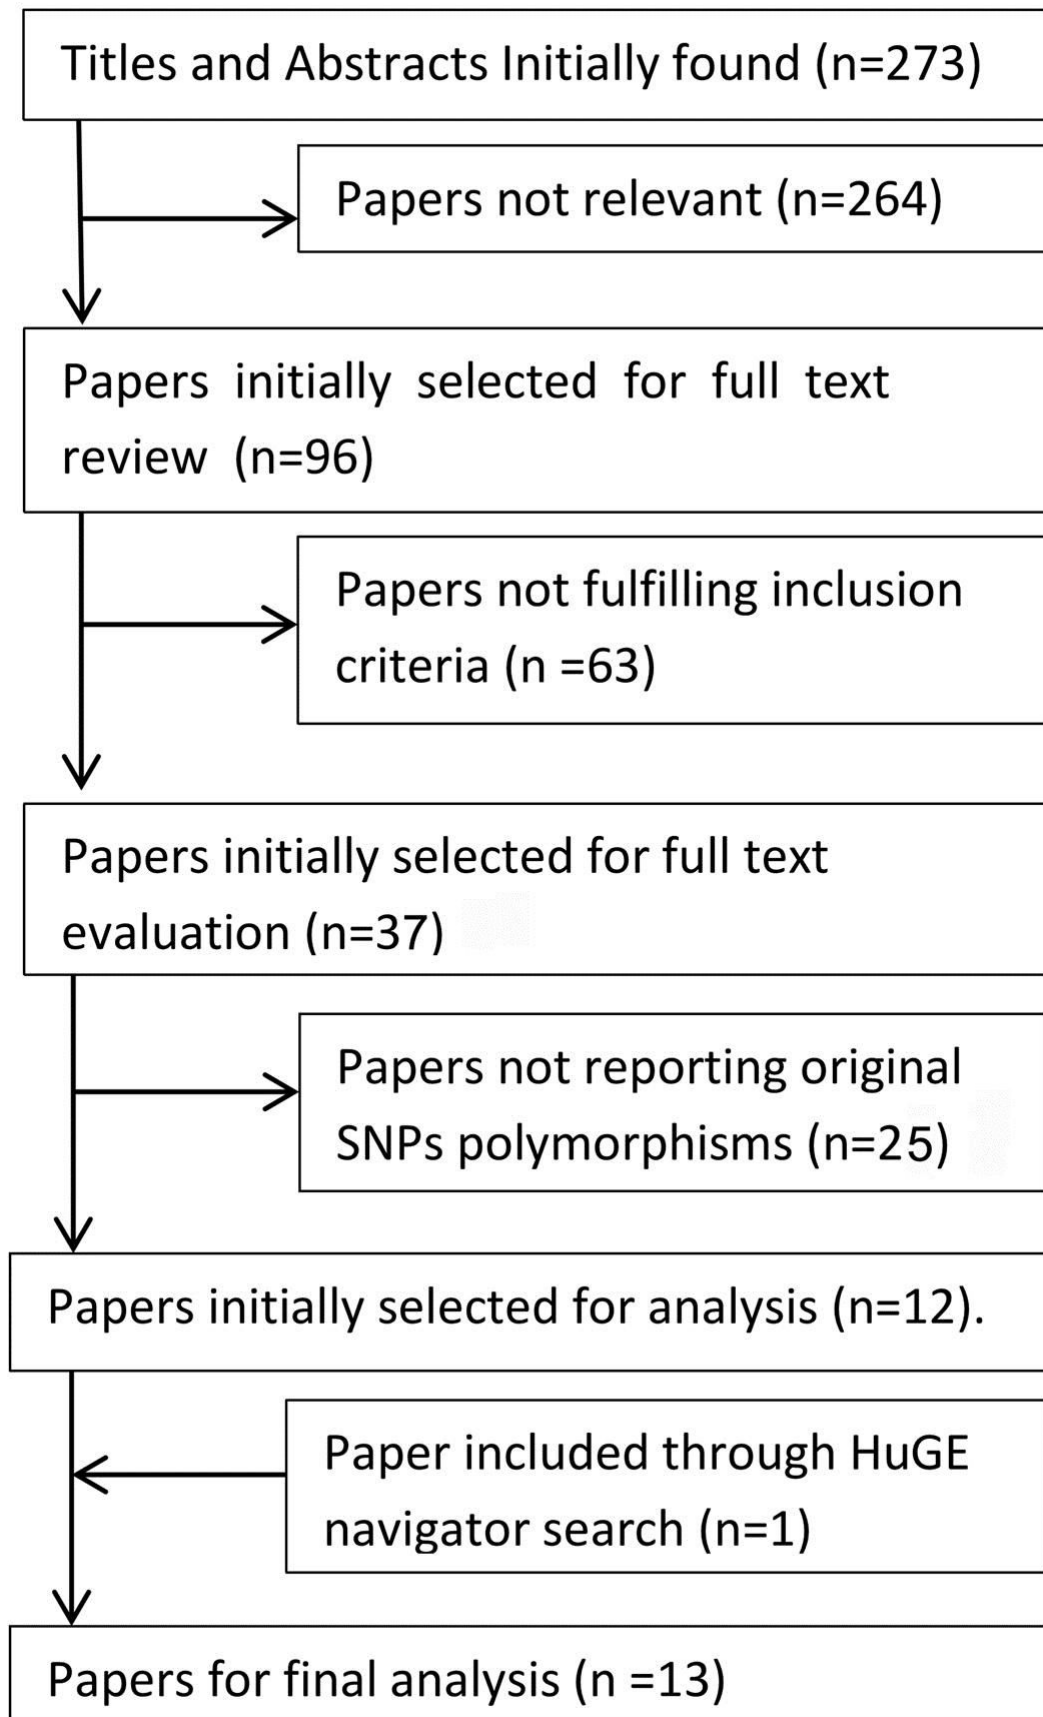 Titles and Abstracts Initially found (n=273)
Papers not relevant (n=264)
Papers initially selected for full text
review (n=96)
Papers not fulfilling inclusion
criteria (n =63)
Papers initially selected for full text
evaluation (n=37)
Papers not reporting original
SNPs polymorphisms (n=25)
Papers initially selected for analysis (n=12).
Paper included through HuGE
navigator search (n=1)
Papers for final analysis (n =13)